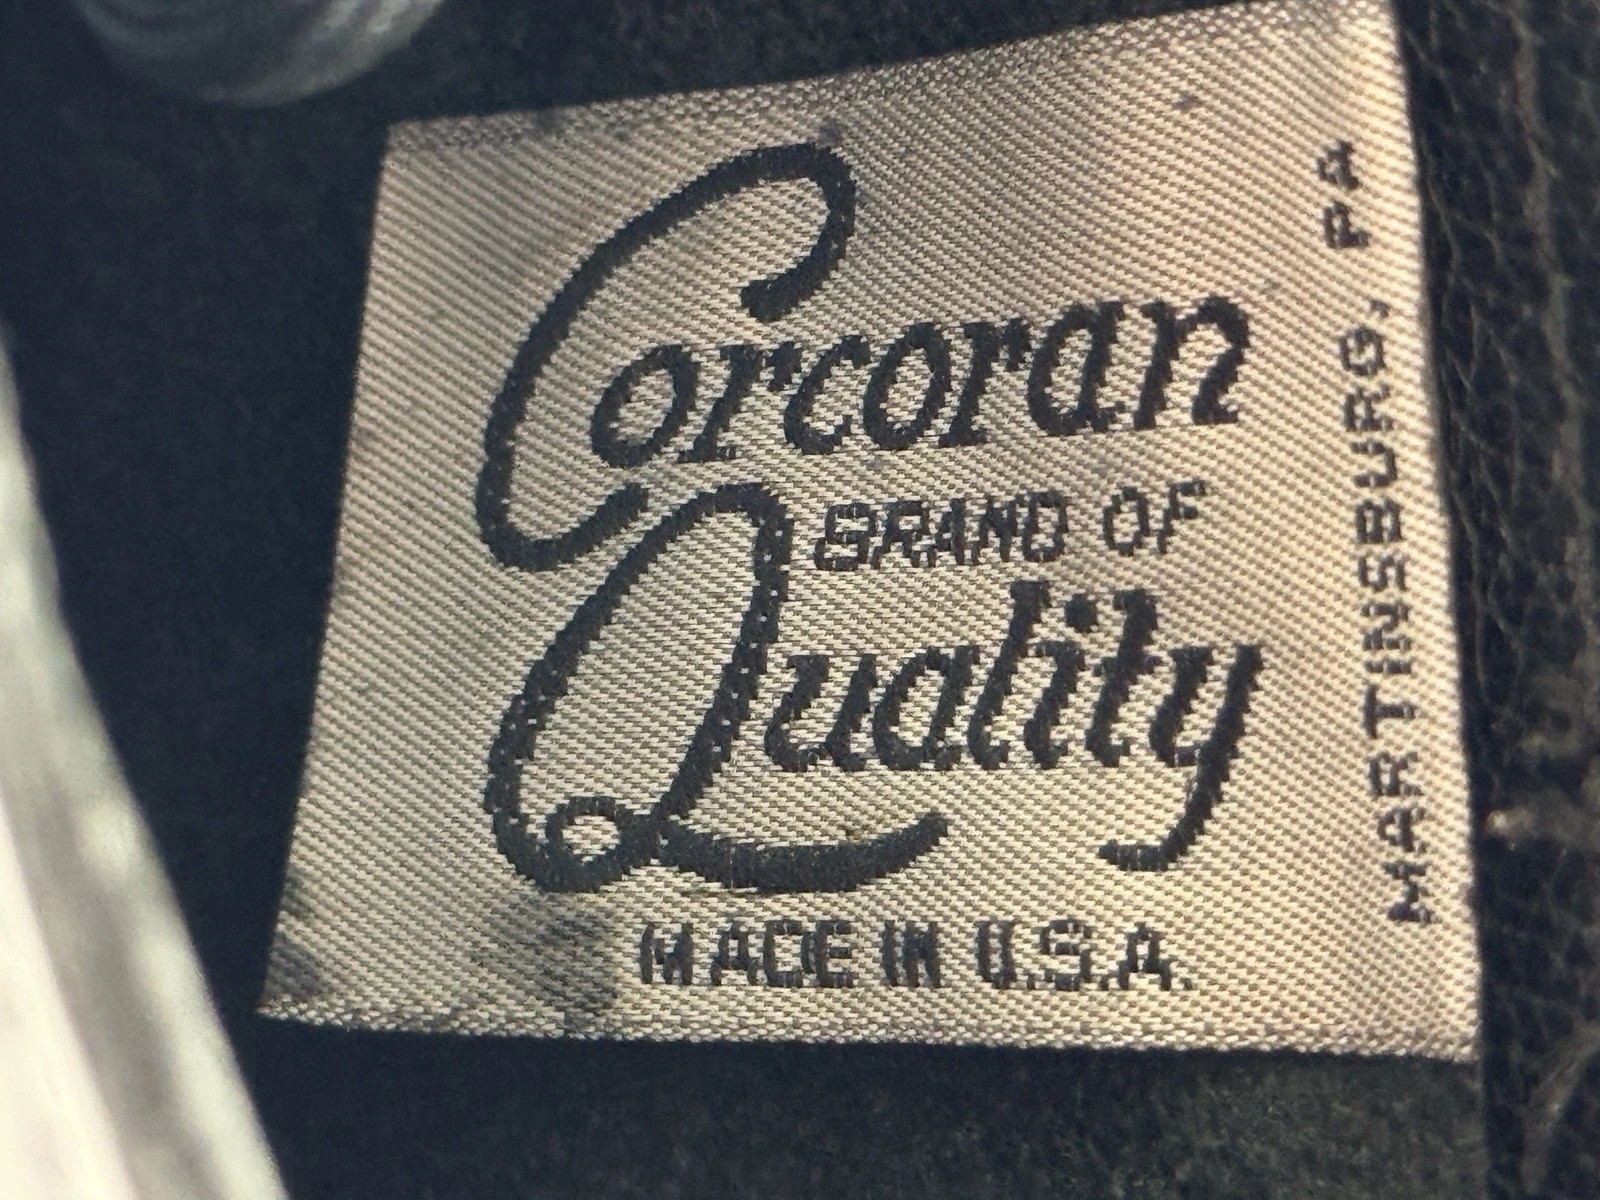 Corcoran
BRAND OF
Quality
MADE IN U.S.A.
MARTINSBURG, PA